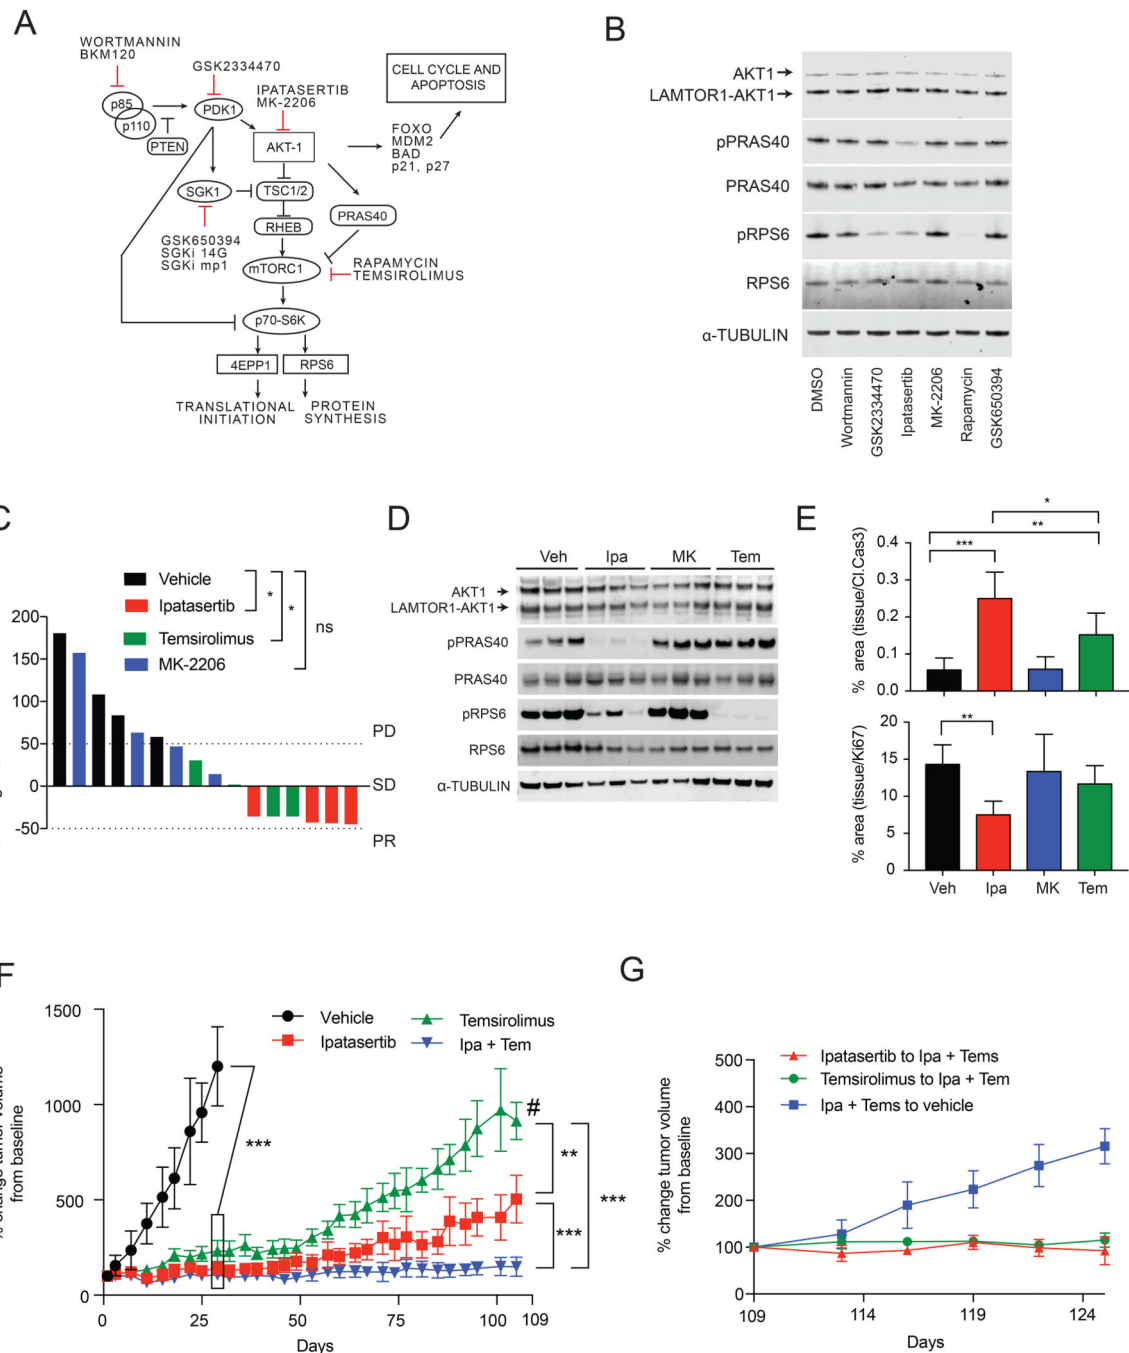 A
WORTMANNIN
BKM120
GSK2334470
IPATASERTIB
MK-2206
CELL CYCLE AND
APOPTOSIS
p85
p110
PDK1
PTEN
AKT-1
FOXO
MDM2
BAD
p21, p27
SGK1
TSC1/2
PRAS40
RHEB
GSK650394
SGKi 14G
SGKi mp1
mTORC1
RAPAMYCIN
TEMSIROLIMUS
p70-S6K
4EPP1
RPS6
TRANSLATIONAL
INITIATION
PROTEIN
SYNTHESIS
B
AKT1
LAMTOR1-AKT1
pPRAS40
PRAS40
pRPS6
RPS6
α-TUBULIN
DMSO
Wortmannin
GSK2334470
Ipatasertib
MK-2206
Rapamycin
GSK650394
Vehicle
Ipatasertib
Temsirolimus
MK-2206
*
*
ns
200
150
100
50
0
-50
PD
SD
PR
D
Veh Ipa MK Tem
AKT1
LAMTOR1-AKT1
pPRAS40
PRAS40
pRPS6
RPS6
α-TUBULIN
E
% area (tissue/Cl.Cas3)
0.4
0.3
0.2
0.1
0.0
*
**
***
% area (tissue/Ki67)
20
15
10
5
0
**
Veh Ipa MK Tem
F
% change tumor volume
from baseline
1500
1000
500
0
Vehicle
Ipatasertib
Temsirolimus
Ipa + Tem
***
#
**
***
***
0 25 50 75 100 109
Days
G
% change tumor volume
from baseline
500
400
300
200
100
0
Ipatasertib to Ipa + Tems
Temsirolimus to Ipa + Tem
Ipa + Tems to vehicle
109 114 119 124
Days